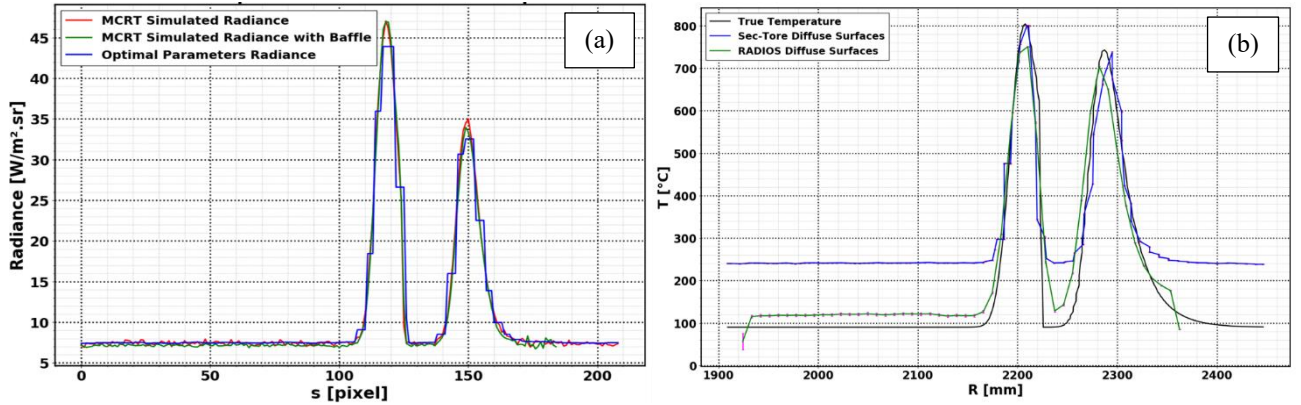 MCRT Simulated Radiance
MCRT Simulated Radiance with Baffle
Optimal Parameters Radiance
(a)
Radiance [W/m².sr]
45
40
35
30
25
20
15
10
5
0
50
100
150
200
s [pixel]
True Temperature
Sec-Tore Diffuse Surfaces
RADIOS Diffuse Surfaces
(b)
T [°C]
800
700
600
500
400
300
200
100
0
1900
2000
2100
2200
2300
2400
R [mm]